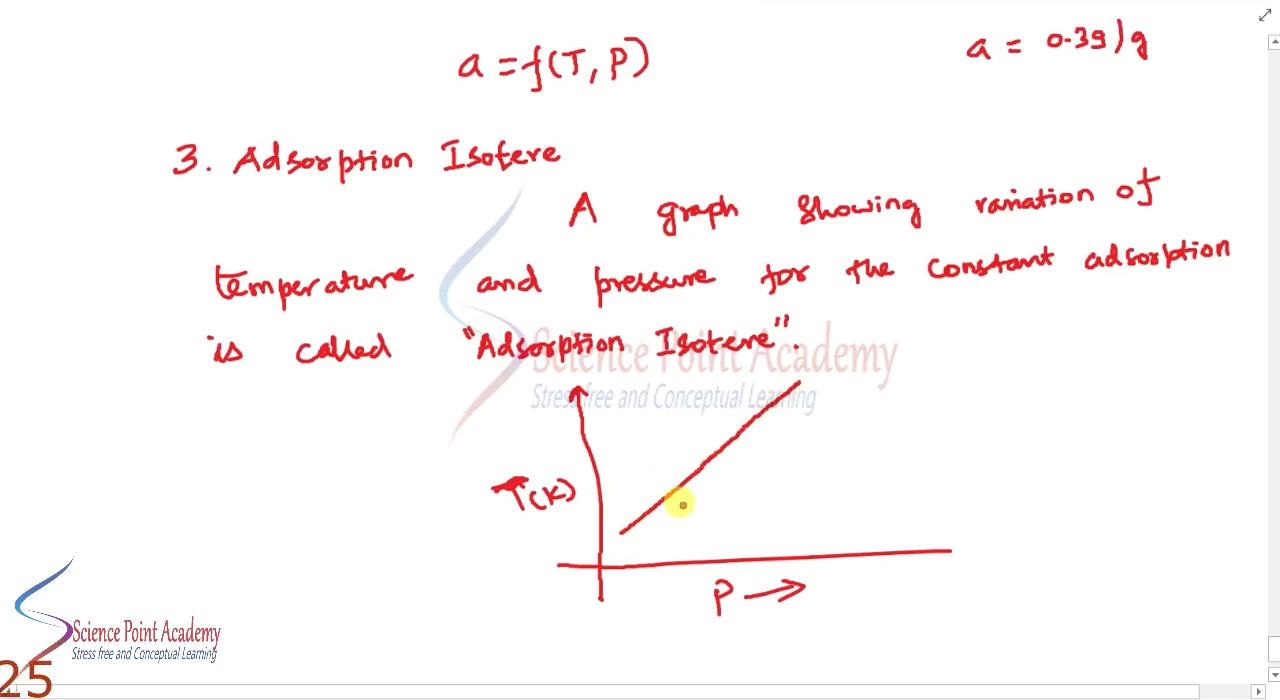 a = f(T, P)
a = 0.39/g
3. Adsorption Isotere
A graph showing variation of
temperature and pressure for the constant adsorption
is called "Adsorption Isotere".
Science Point Academy
Stress free and Conceptual Learning
T(K)
P →
Science Point Academy
Stress free and Conceptual Learning
25